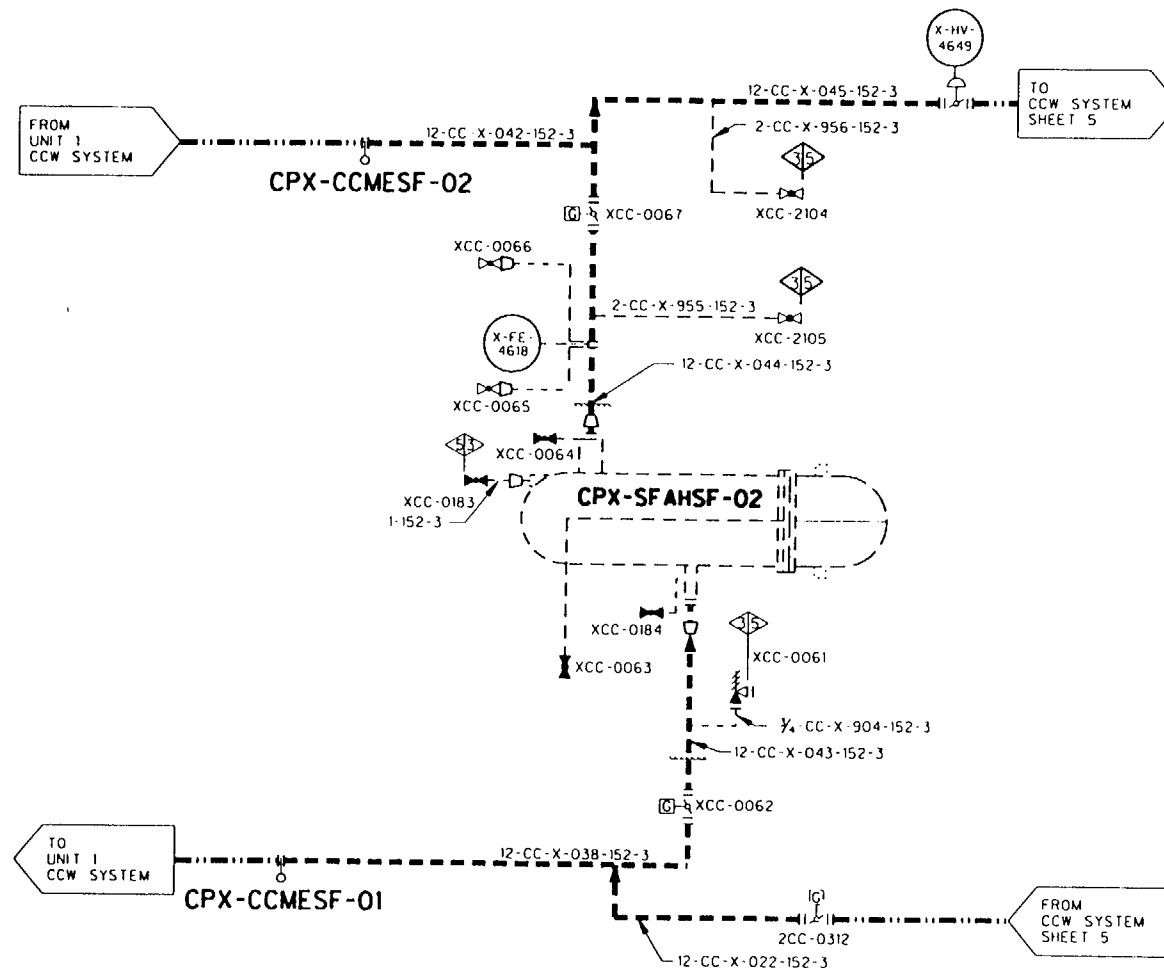 X-HV-
4649
12-CC-X-045-152-3
TO
CCW SYSTEM
SHEET 5
FROM
UNIT 1
CCW SYSTEM
12-CC-X-042-152-3
2-CC-X-956-152-3
35
CPX-CCMESF-02
XCC-2104
G
XCC-0067
XCC-0066
35
2-CC-X-955-152-3
XCC-2105
X-FE-
4618
12-CC-X-044-152-3
XCC-0065
53
XCC-0064
XCC-0183
1-152-3
CPX-SFAHSF-02
XCC-0184
35
XCC-0061
XCC-0063
3/4-CC-X-904-152-3
12-CC-X-043-152-3
G
XCC-0062
TO
UNIT 1
CCW SYSTEM
12-CC-X-038-152-3
CPX-CCMESF-01
[G]
2CC-0312
FROM
CCW SYSTEM
SHEET 5
12-CC-X-022-152-3